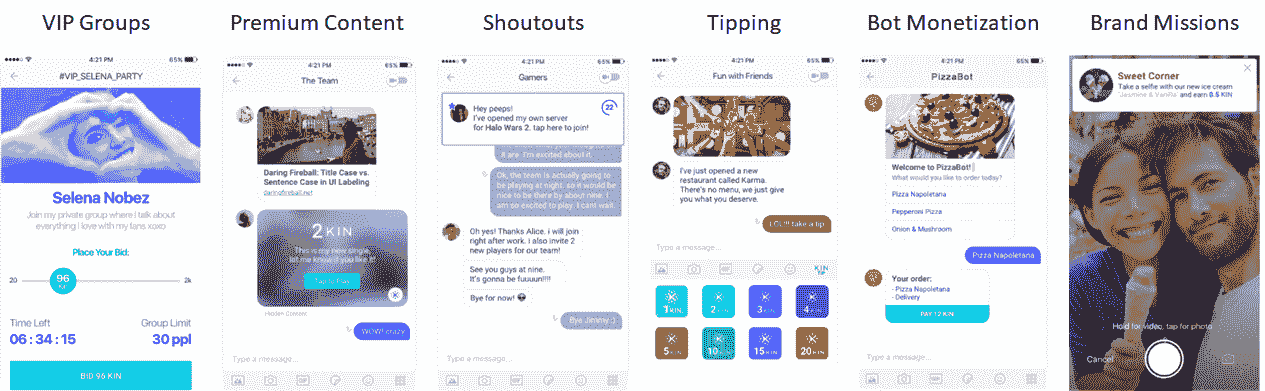 VIP Groups
4:21 PM
65%
#VIP_SELENA_PARTY
Selena Nobez
Join my private group where I talk about
everything I love with my fans xoxo
Place Your Bid:
20
96
2k
Time Left
Group Limit
06 : 34 : 15
30 ppl
BID 96 KIN
Premium Content
4:21 PM
65%
The Team
Daring Fireball: Title Case vs.
Sentence Case in UI Labeling
daringfireball.net
2 KIN
This is my new single,
let me know if you like it!
Tap to Play
Hidden Content
WOW! crazy
Type a message...
GIF
Shoutouts
4:21 PM
65%
Gamers
Hey peeps!
I've opened my own server
for Halo Wars 2. tap here to join!
22
it are. I'm excited about it.
Ok, the team is actually going to
be playing at night. so it would be
nice to be there by about nine. I
am so excited to play. I cant wait.
Oh yes! Thanks Alice. i will join
right after work. i also invite 2
new players for our team!
See you guys at nine.
It's gonna be fuuuun!!!!
Bye for now!
Bye Jimmy :)
Type a message...
GIF
Tipping
4:21 PM
65%
Fun with Friends
I've just opened a new
restaurant called Karma.
There's no menu, we just give
you what you deserve.
LOL!!! take a tip
Type a message...
GIF
KIN
TIP
1 KIN
2 KIN
3 KIN
4 KIN
5 KIN
10 KIN
15 KIN
20 KIN
Bot Monetization
4:21 PM
65%
PizzaBot
Welcome to PizzaBot!
What would you like to order today?
Pizza Napoletana
Pepperoni Pizza
Onion & Mushroom
Pizza Napoletana
Your order:
- Pizza Napoletana
- Delivery
PAY 12 KIN
Type a message...
GIF
Brand Missions
4:21 PM
65%
Sweet Corner
Take a selfie with our new ice cream
"Jasmine & Vanilla" and earn 8.5 KIN
Hold for video, tap for photo
Cancel